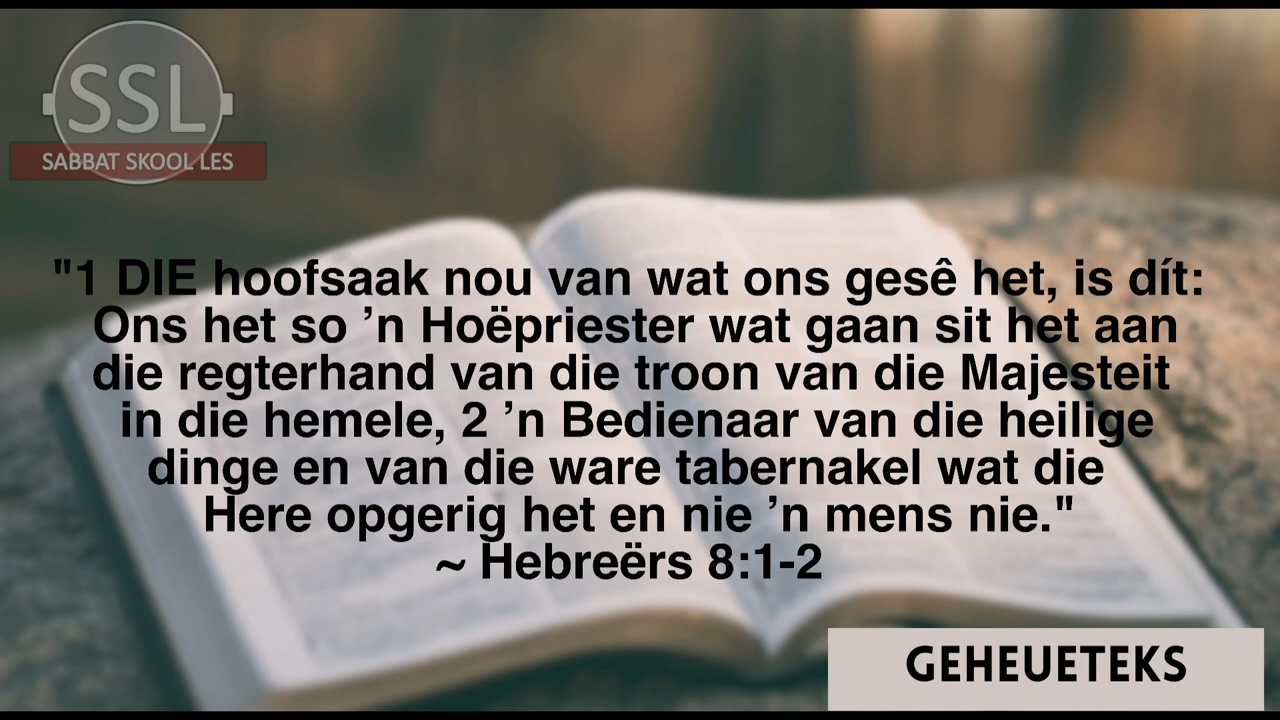 SSL
SABBAT SKOOL LES
"1 DIE hoofsaak nou van wat ons gesê het, is dít:
Ons het so ’n Hoëpriester wat gaan sit het aan
die regterhand van die troon van die Majesteit
in die hemele, 2 ’n Bedienaar van die heilige
dinge en van die ware tabernakel wat die
Here opgerig het en nie ’n mens nie."
~ Hebreërs 8:1-2
GEHEUETEKS